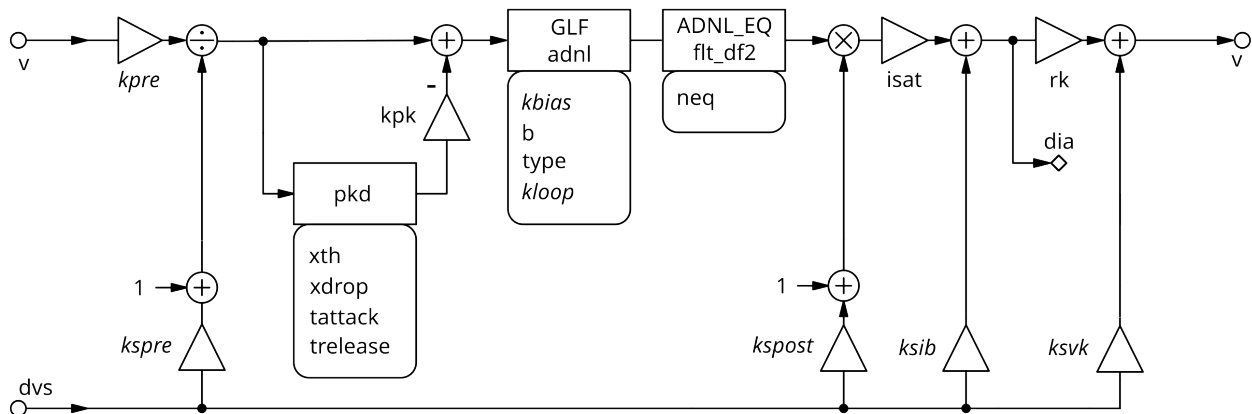 v
kpre
÷
+
-
kpk
GLF
adnl
kbias
b
type
kloop
ADNL_EQ
flt_df2
neq
×
isat
+
rk
+
v
dia
pkd
xth
xdrop
tattack
trelease
1
+
kspre
1
+
kspost
ksib
ksvk
dvs